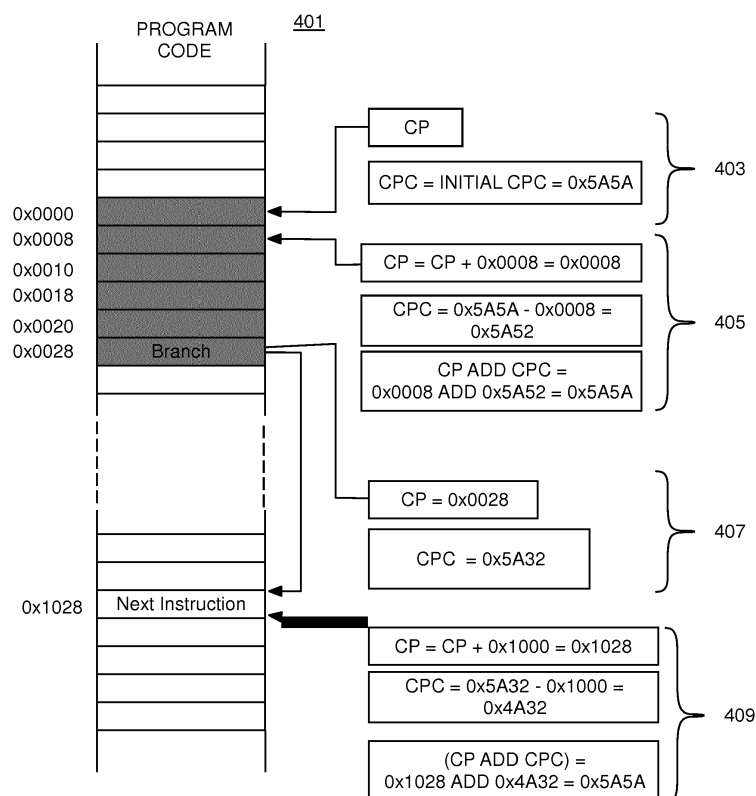 PROGRAM
CODE
401
CP
CPC = INITIAL CPC = 0x5A5A
403
0x0000
0x0008
0x0010
0x0018
0x0020
0x0028
Branch
CP = CP + 0x0008 = 0x0008
CPC = 0x5A5A - 0x0008 =
0x5A52
CP ADD CPC =
0x0008 ADD 0x5A52 = 0x5A5A
405
CP = 0x0028
CPC = 0x5A32
407
0x1028
Next Instruction
CP = CP + 0x1000 = 0x1028
CPC = 0x5A32 - 0x1000 =
0x4A32
(CP ADD CPC) =
0x1028 ADD 0x4A32 = 0x5A5A
409